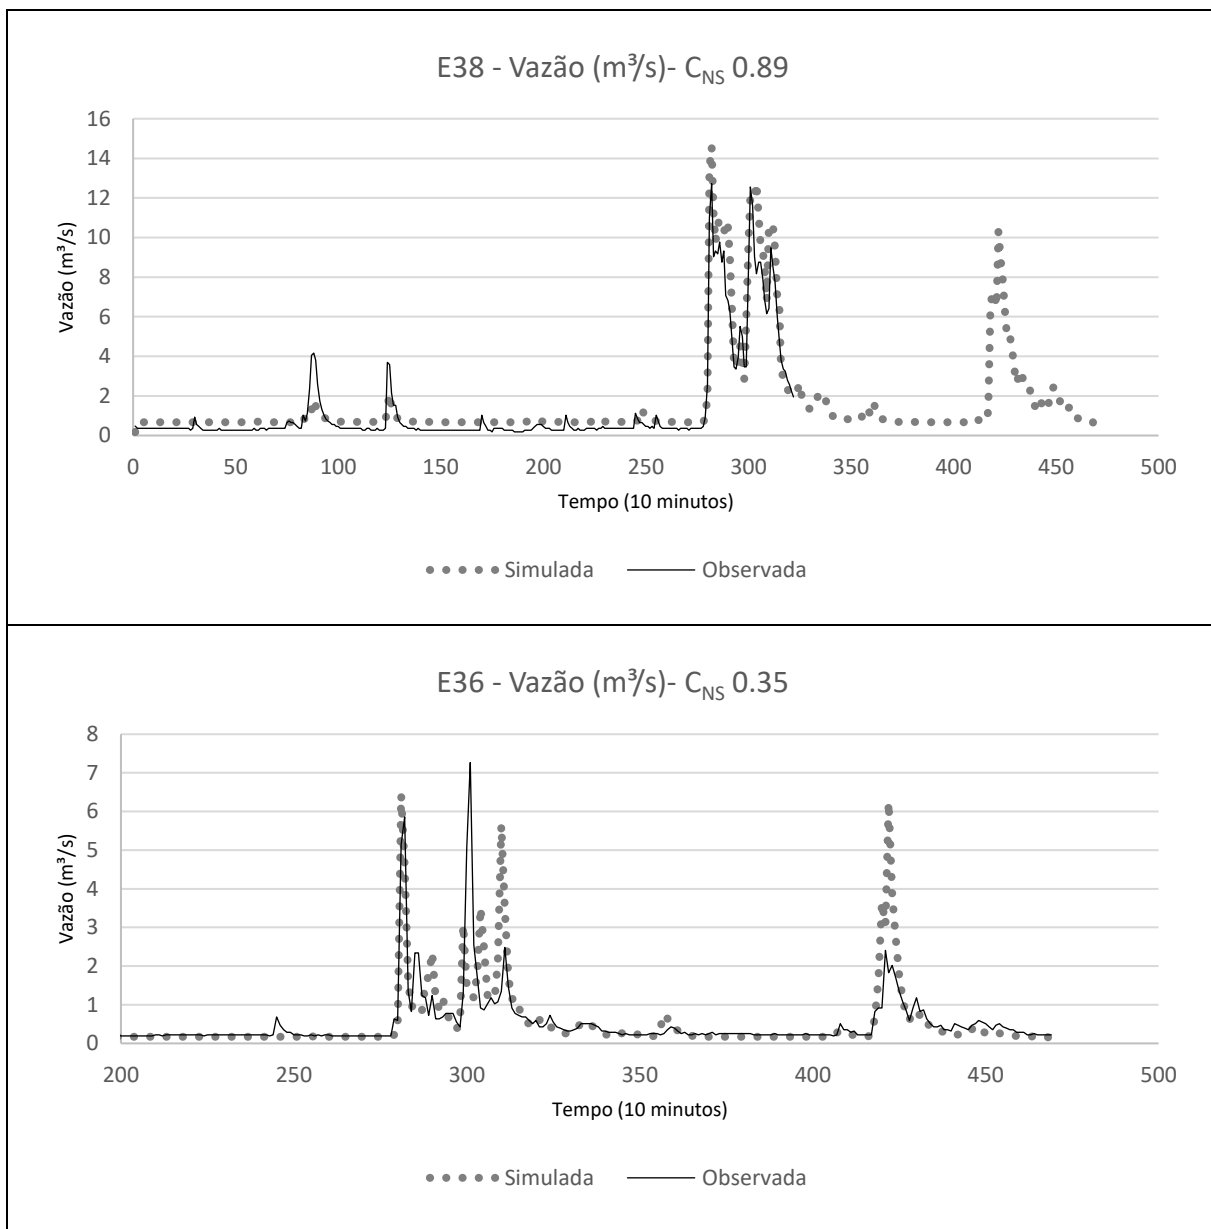 E38 - Vazão (m³/s)- C_NS 0.89
16
14
12
10
8
6
4
2
0
Vazão (m³/s)
0 50 100 150 200 250 300 350 400 450 500
Tempo (10 minutos)
Simulada Observada
E36 - Vazão (m³/s)- C_NS 0.35
8
7
6
5
4
3
2
1
0
Vazão (m³/s)
200 250 300 350 400 450 500
Tempo (10 minutos)
Simulada Observada